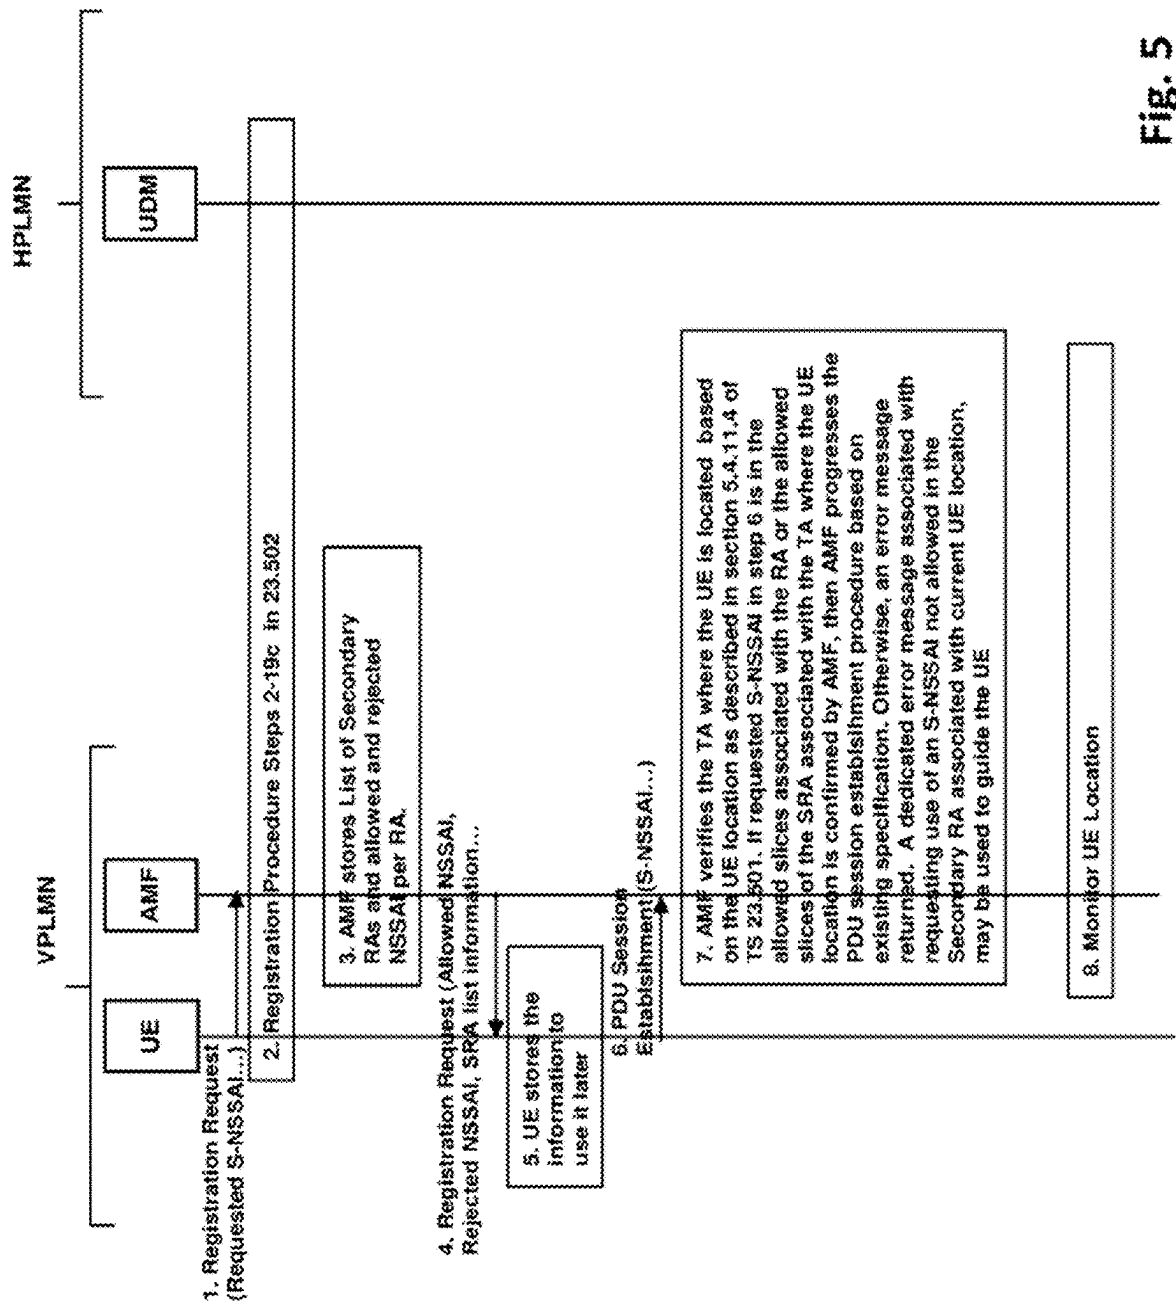 VPLMN
HPLMN
UE
AMF
UDM
1. Registration Request
(Requested S-NSSAI...)
2. Registration Procedure Steps 2-19c in 23.502
3. AMF stores List of Secondary
RAs and allowed and rejected
NSSAI per RA.
4. Registration Request (Allowed NSSAI,
Rejected NSSAI, SRA list information...
5. UE stores the
information to
use it later
6. PDU Session
Establsihment(S-NSSAI...)
7. AMF verifies the TA where the UE is located based
on the UE location as described in section 5.4.11.4 of
TS 23.501. If requested S-NSSAI in step 6 is in the
allowed slices associated with the RA or the allowed
slices of the SRA associated with the TA where the UE
location is confirmed by AMF, then AMF progresses the
PDU session establsihment procedure based on
existing specification. Otherwise, an error message
returned. A dedicated error message associated with
requesting use of an S-NSSAI not allowed in the
Secondary RA associated with current UE location,
may be used to guide the UE
8. Monior UE Location
Fig. 5